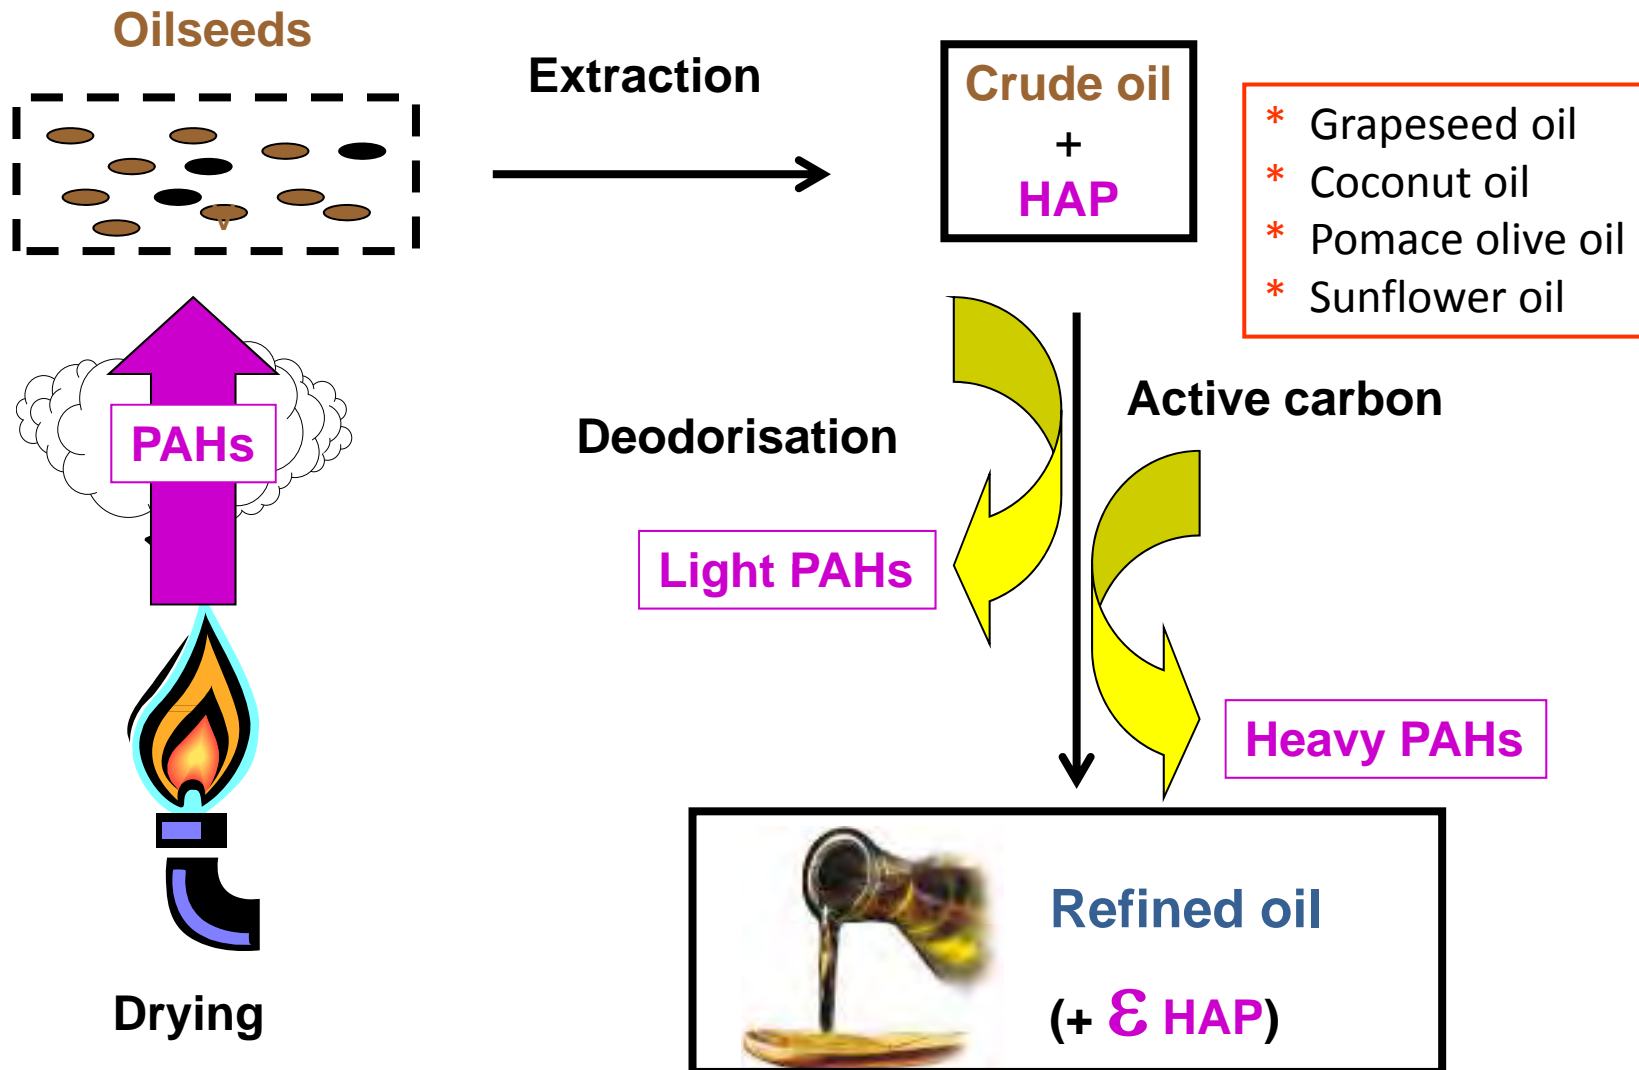 Oilseeds
Extraction
Crude oil
+
HAP
* Grapeseed oil
* Coconut oil
* Pomace olive oil
* Sunflower oil
PAHs
Deodorisation
Active carbon
Light PAHs
Heavy PAHs
Drying
Refined oil
(+ ε HAP)